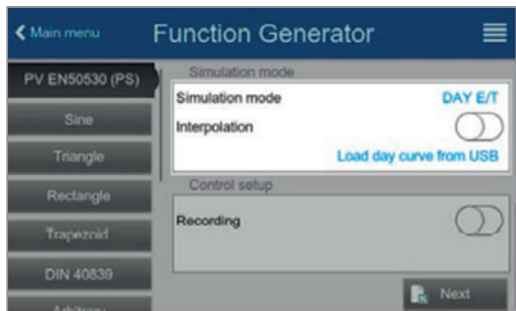 Main menu
Function Generator
PV EN50530 (PS)
Sine
Triangle
Rectangle
Trapezoid
DIN 40839
Arbitrary
Simulation mode
Simulation mode DAY E/T
Interpolation
Load day curve from USB
Control setup
Recording
Next